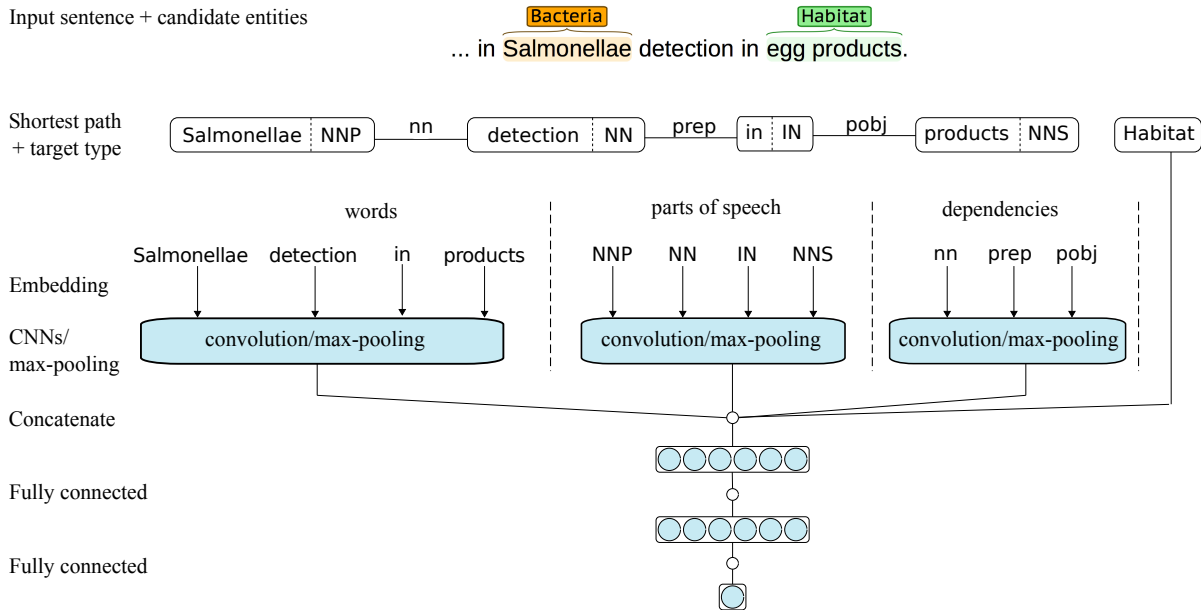 Input sentence + candidate entities
Bacteria Habitat
... in Salmonellae detection in egg products.
Shortest path
+ target type
Salmonellae NNP nn detection NN prep in IN pobj products NNS Habitat
words parts of speech dependencies
Salmonellae detection in products NNP NN IN NNS nn prep pobj
Embedding
CNNs/
max-pooling
convolution/max-pooling convolution/max-pooling convolution/max-pooling
Concatenate
Fully connected
Fully connected